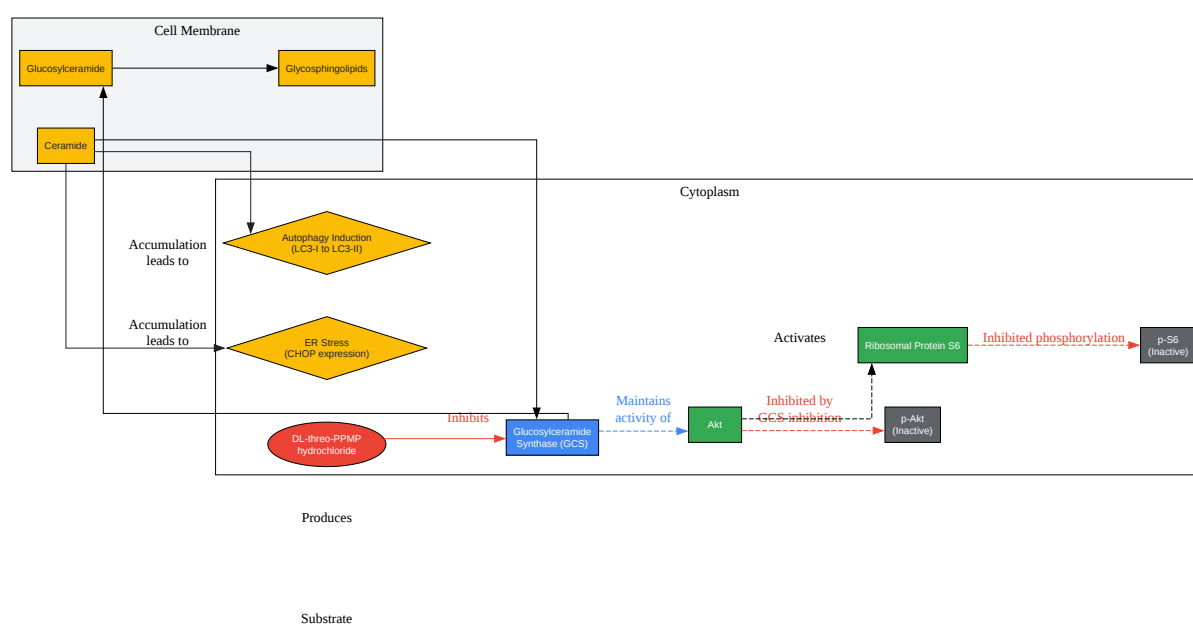 Cell Membrane
Glucosylceramide
Glycosphingolipids
Ceramide
Cytoplasm
Accumulation
leads to
Autophagy Induction
(LC3-I to LC3-II)
Accumulation
leads to
ER Stress
(CHOP expression)
Activates
Ribosomal Protein S6
Inhibited phosphorylation
p-S6
(Inactive)
Inhibits
DL-threo-PPMP
hydrochloride
Glucosylceramide
Synthase (GCS)
Maintains
activity of
Akt
Inhibited by
GCS inhibition
p-Akt
(Inactive)
Produces
Substrate